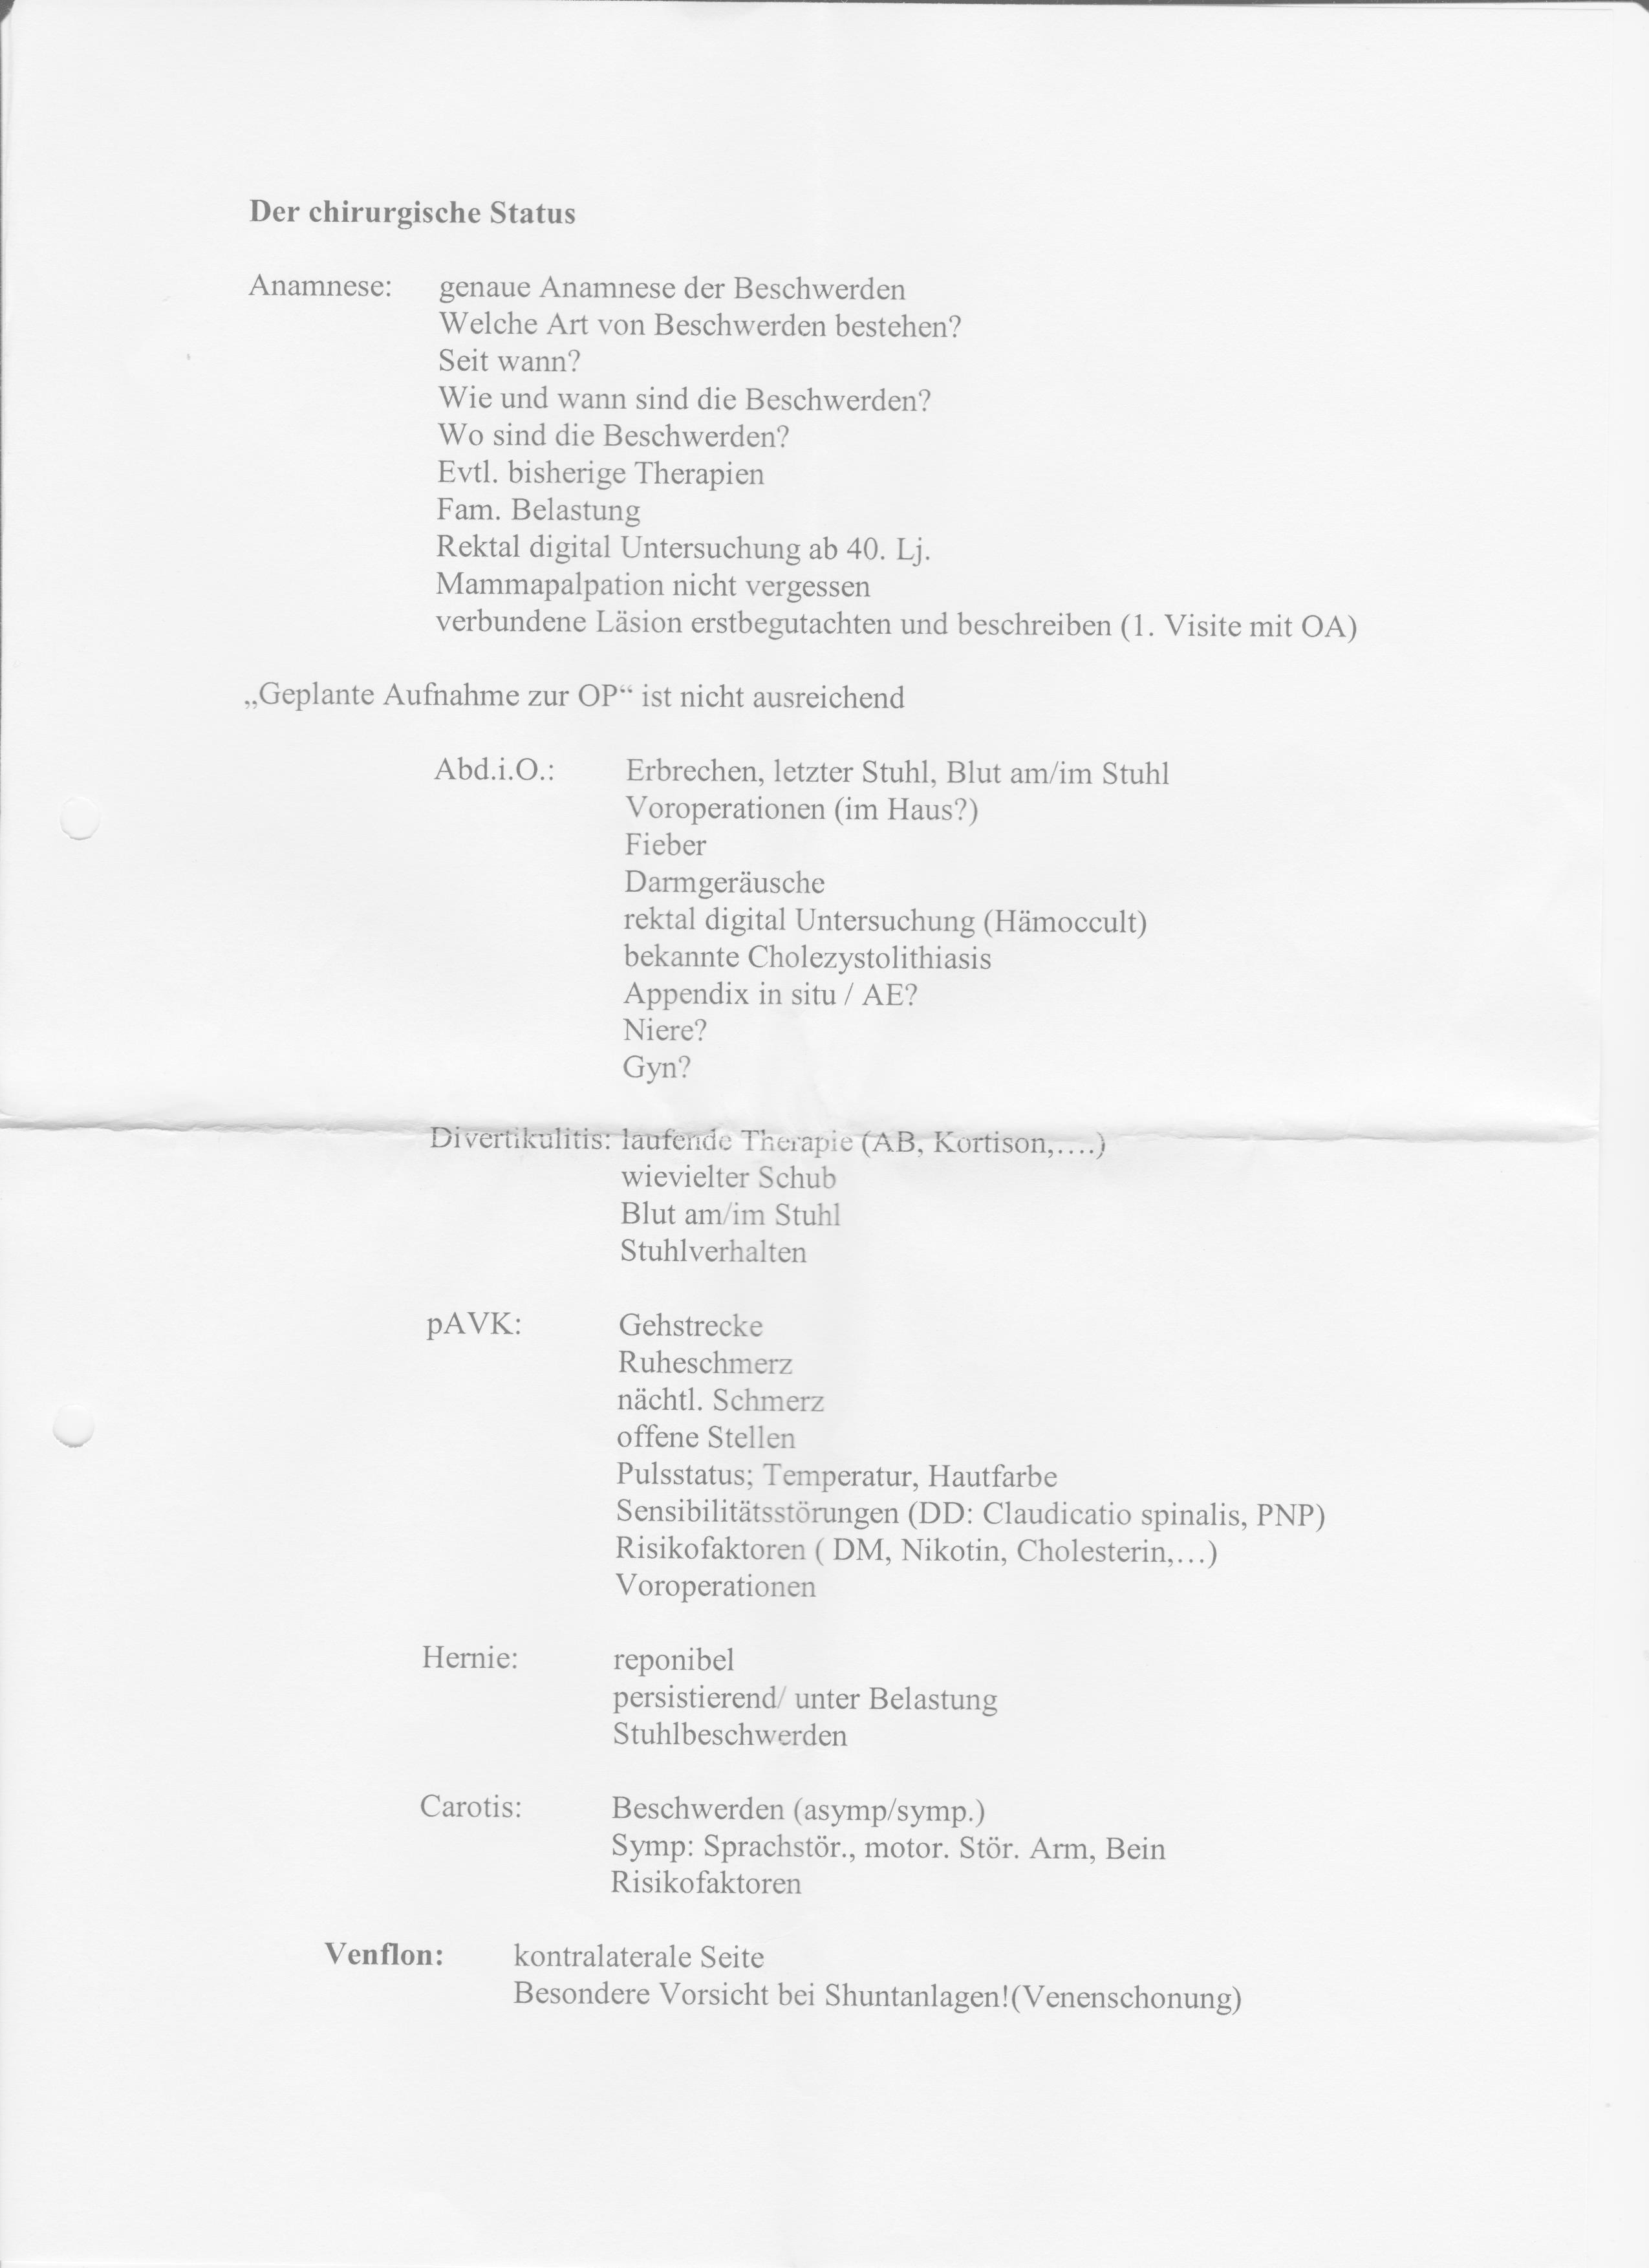 Der chirurgische Status
Anamnese: genaue Anamnese der Beschwerden
Welche Art von Beschwerden bestehen?
Seit wann?
Wie und wann sind die Beschwerden?
Wo sind die Beschwerden?
Evtl. bisherige Therapien
Fam. Belastung
Rektal digital Untersuchung ab 40. Lj.
Mammapalpation nicht vergessen
verbundene Läsion erstbegutachten und beschreiben (1. Visite mit OA)
„Geplante Aufnahme zur OP“ ist nicht ausreichend
Abd.i.O.: Erbrechen, letzter Stuhl, Blut am/im Stuhl
Voroperationen (im Haus?)
Fieber
Darmgeräusche
rektal digital Untersuchung (Hämoccult)
bekannte Cholezystolithiasis
Appendix in situ / AE?
Niere?
Gyn?
Divertikulitis: laufende Therapie (AB, Kortison,….)
wievielter Schub
Blut am/im Stuhl
Stuhlverhalten
pAVK: Gehstrecke
Ruheschmerz
nächtl. Schmerz
offene Stellen
Pulsstatus; Temperatur, Hautfarbe
Sensibilitätsstörungen (DD: Claudicatio spinalis, PNP)
Risikofaktoren ( DM, Nikotin, Cholesterin,…)
Voroperationen
Hernie: reponibel
persistierend/ unter Belastung
Stuhlbeschwerden
Carotis: Beschwerden (asymp/symp.)
Symp: Sprachstör., motor. Stör. Arm, Bein
Risikofaktoren
Venflon: kontralaterale Seite
Besondere Vorsicht bei Shuntanlagen!(Venenschonung)